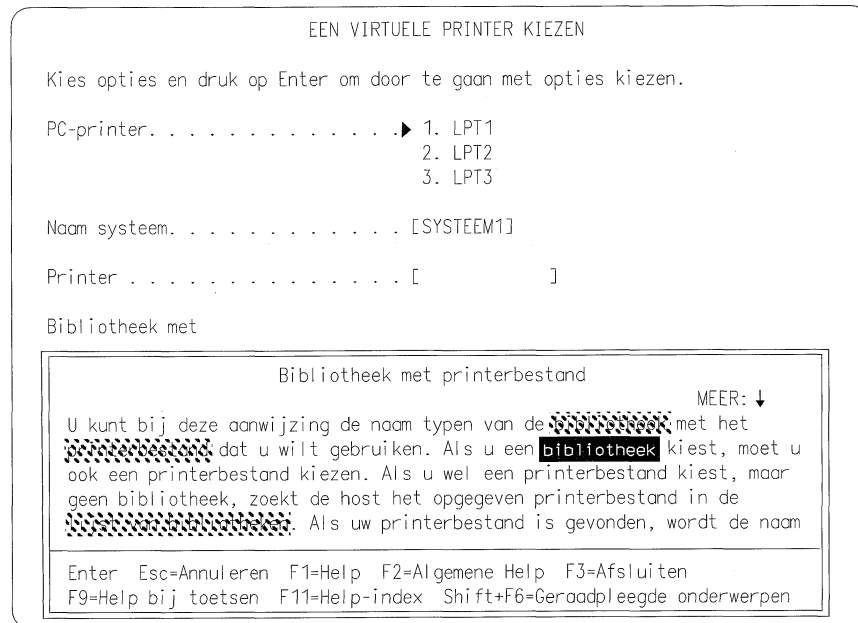 EEN VIRTUELE PRINTER KIEZEN
Kies opties en druk op Enter om door te gaan met opties kiezen.
PC-printer. . . . . . . . . . . . . .▶ 1. LPT1
2. LPT2
3. LPT3
Naam systeem. . . . . . . . . . . . . [SYSTEEM1]
Printer . . . . . . . . . . . . . . . [ ]
Bibliotheek met
Bibliotheek met printerbestand
MEER: ↓
U kunt bij deze aanwijzing de naam typen van de bibliotheek met het
printerbestand dat u wilt gebruiken. Als u een bibliotheek kiest, moet u
ook een printerbestand kiezen. Als u wel een printerbestand kiest, maar
geen bibliotheek, zoekt de host het opgegeven printerbestand in de
lijst van bibliotheken. Als uw printerbestand is gevonden, wordt de naam
Enter Esc=Annuleren F1=Help F2=Algemene Help F3=Afsluiten
F9=Help bij toetsen F11=Help-index Shift+F6=Geraadpleegde onderwerpen